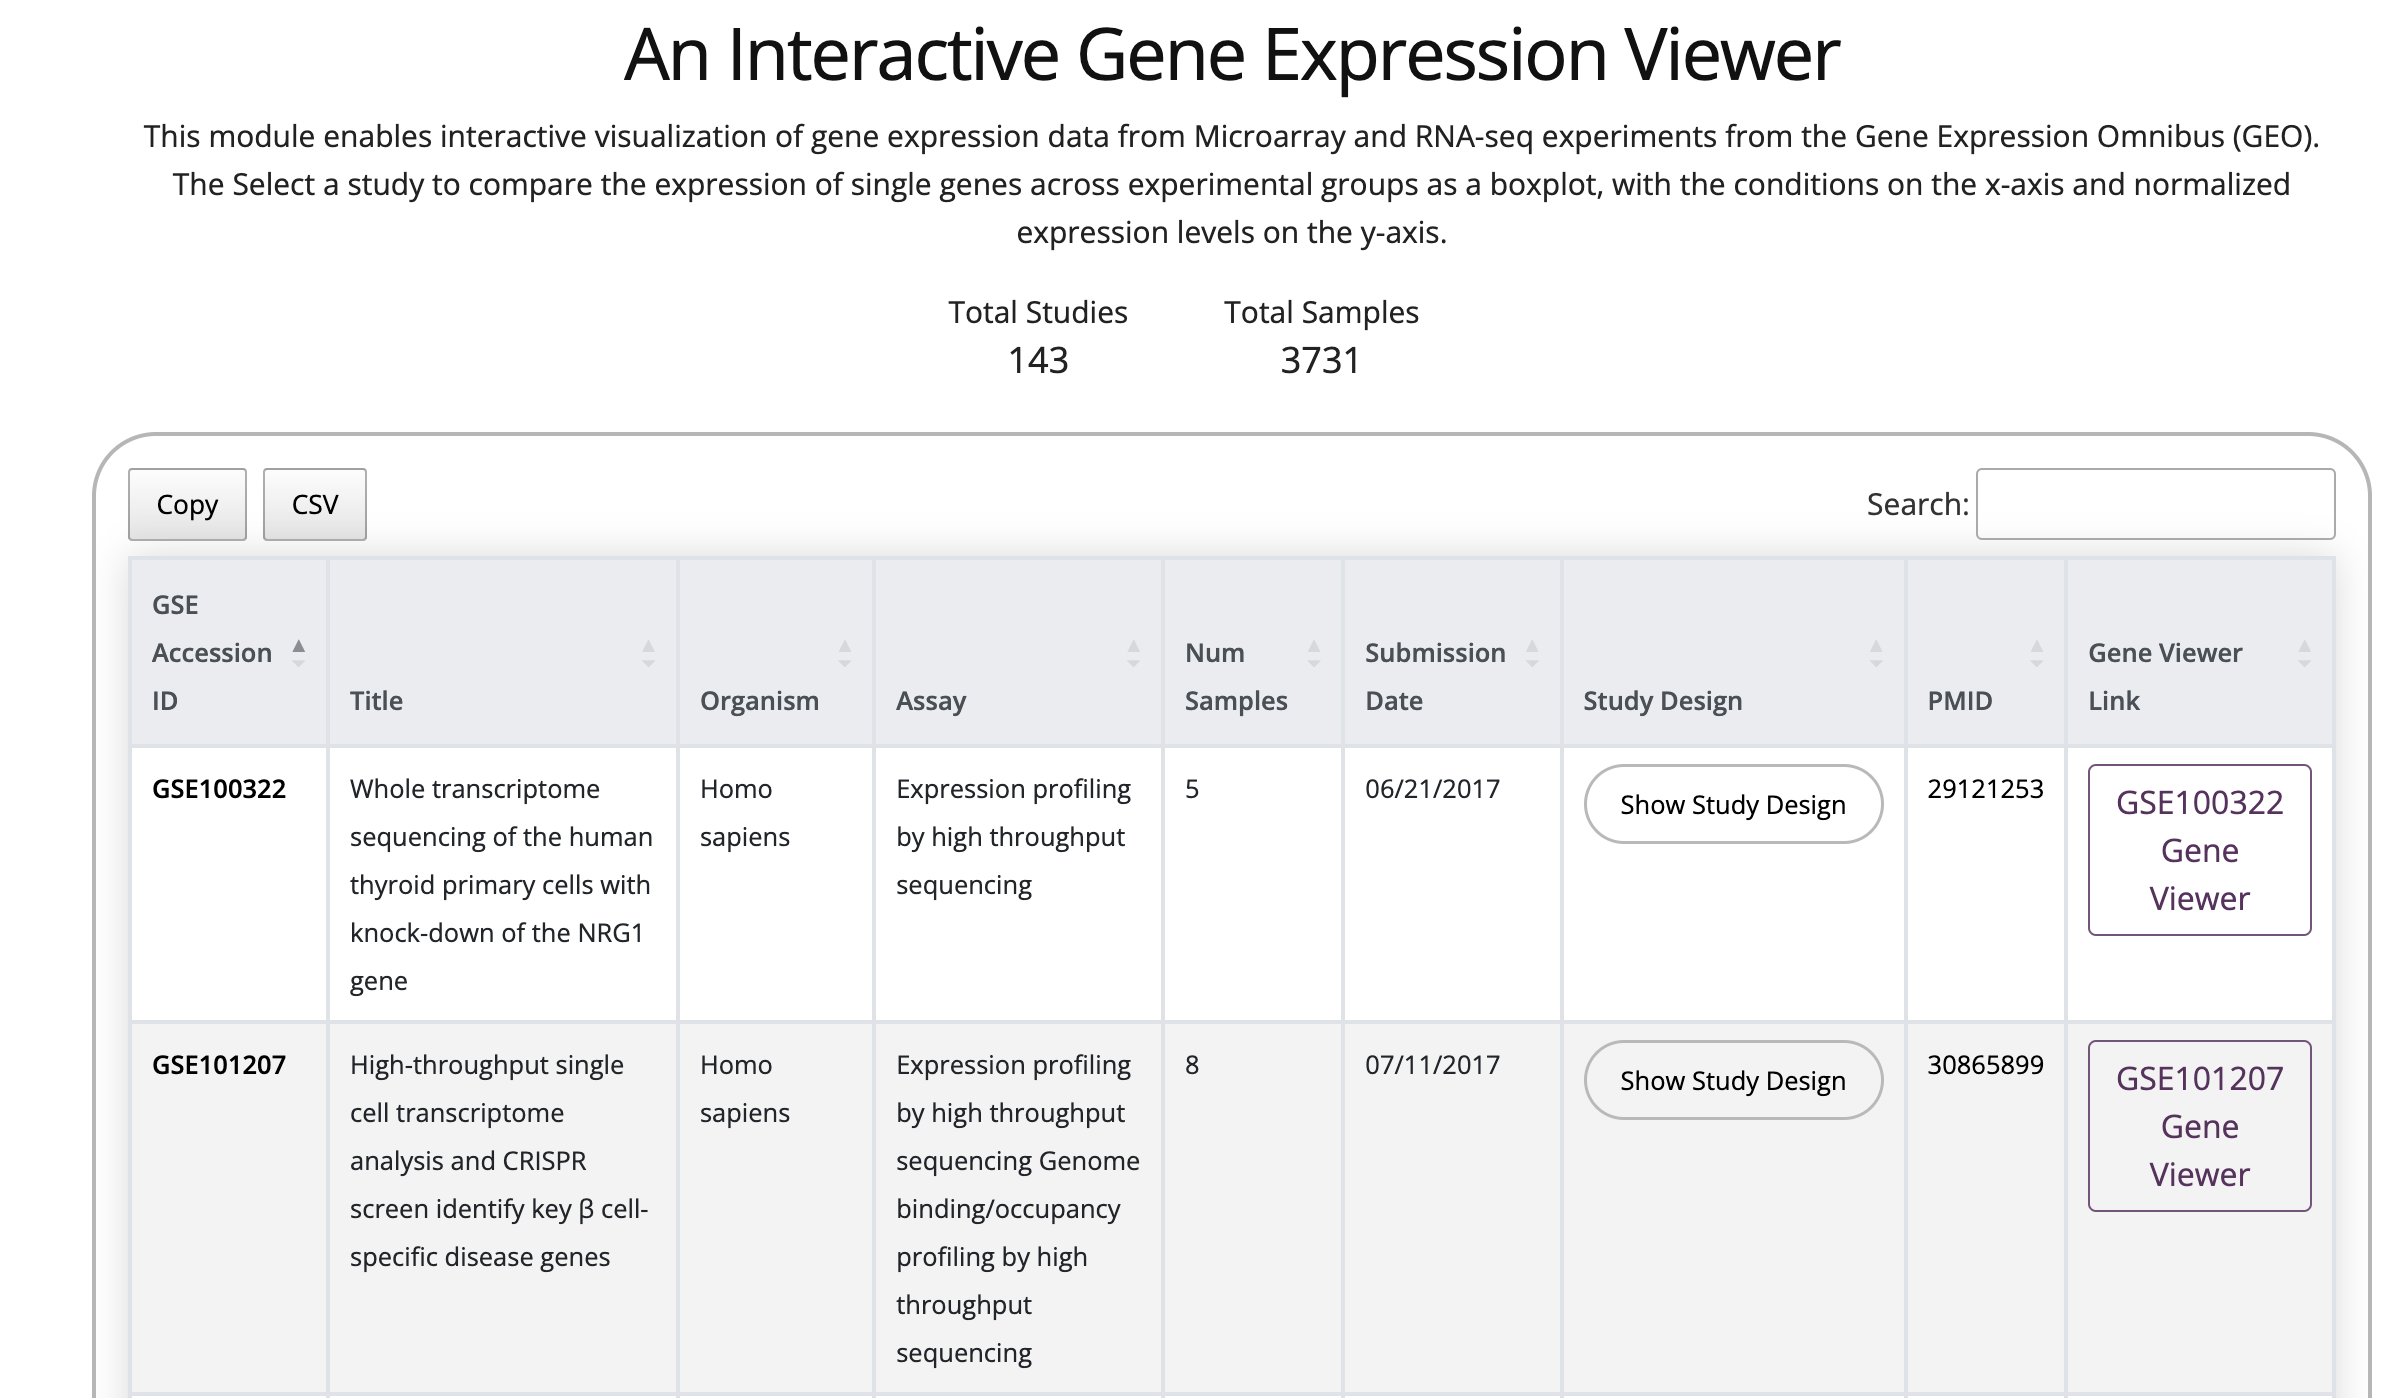 An Interactive Gene Expression Viewer
This module enables interactive visualization of gene expression data from Microarray and RNA-seq experiments from the Gene Expression Omnibus (GEO).
The Select a study to compare the expression of single genes across experimental groups as a boxplot, with the conditions on the x-axis and normalized
expression levels on the y-axis.
Total Studies
143
Total Samples
3731
Copy
CSV
Search:
GSE
Accession
ID
Title
Organism
Assay
Num
Samples
Submission
Date
Study Design
PMID
Gene Viewer
Link
GSE100322
Whole transcriptome
sequencing of the human
thyroid primary cells with
knock-down of the NRG1
gene
Homo
sapiens
Expression profiling
by high throughput
sequencing
5
06/21/2017
Show Study Design
29121253
GSE100322
Gene
Viewer
GSE101207
High-throughput single
cell transcriptome
analysis and CRISPR
screen identify key β cell-
specific disease genes
Homo
sapiens
Expression profiling
by high throughput
sequencing Genome
binding/occupancy
profiling by high
throughput
sequencing
8
07/11/2017
Show Study Design
30865899
GSE101207
Gene
Viewer